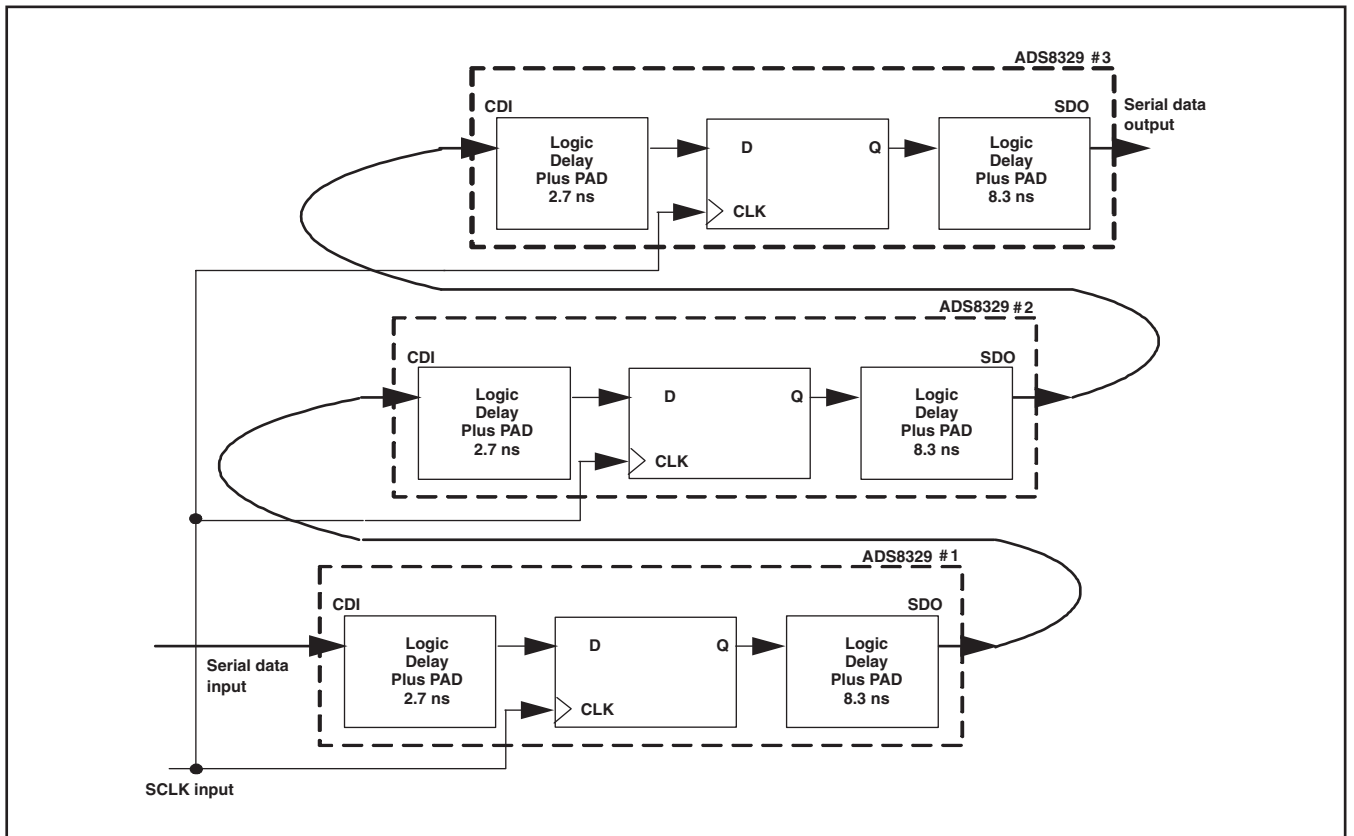 ADS8329 #3
CDI
SDO
Serial data
output
Logic
Delay
Plus PAD
2.7 ns
D
Q
CLK
Logic
Delay
Plus PAD
8.3 ns
ADS8329 #2
CDI
SDO
Logic
Delay
Plus PAD
2.7 ns
D
Q
CLK
Logic
Delay
Plus PAD
8.3 ns
ADS8329 #1
CDI
SDO
Logic
Delay
Plus PAD
2.7 ns
D
Q
CLK
Logic
Delay
Plus PAD
8.3 ns
Serial data
input
SCLK input